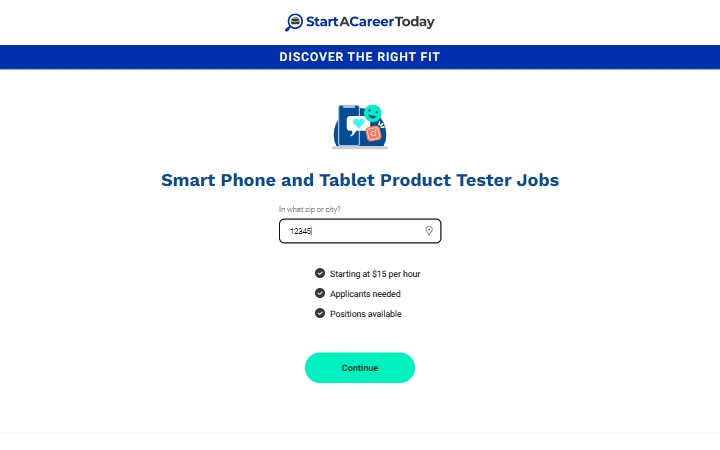 StartACareerToday
DISCOVER THE RIGHT FIT
Smart Phone and Tablet Product Tester Jobs
In what zip or city?
12345
Starting at $15 per hour
Applicants needed
Positions available
Continue